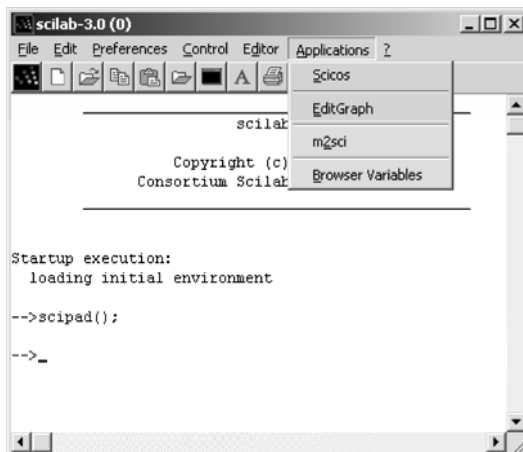 scilab-3.0 (0)
File Edit Preferences Control Editor Applications ?
A
Scicos
EditGraph
m2sci
Browser Variables
scilab
Copyright (c)
Consortium Scilab
Startup execution:
loading initial environment
-->scipad();
-->_